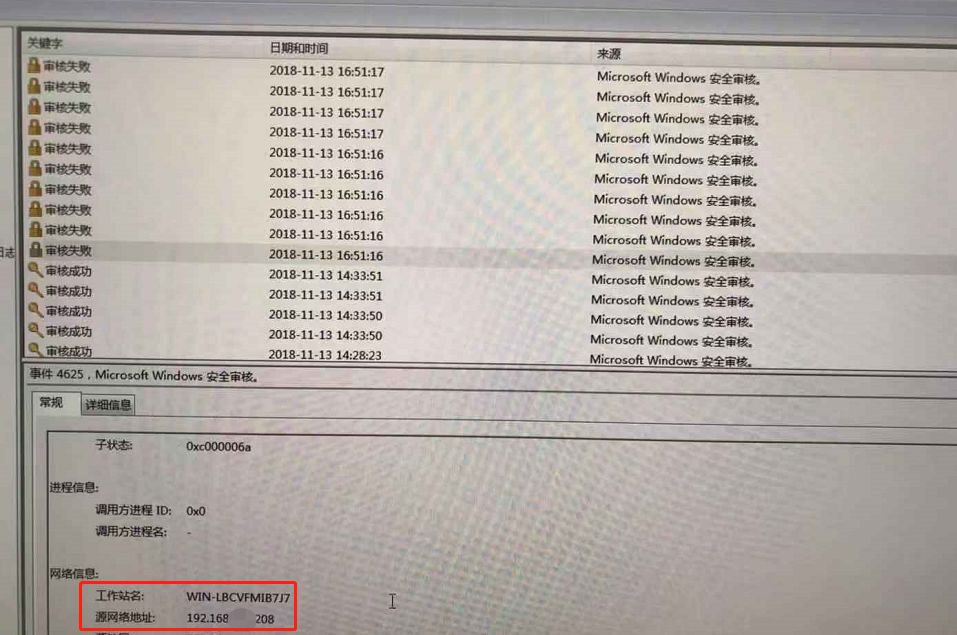 关键字 日期和时间 来源
审核失败 2018-11-13 16:51:17 Microsoft Windows 安全审核。
审核失败 2018-11-13 16:51:17 Microsoft Windows 安全审核。
审核失败 2018-11-13 16:51:17 Microsoft Windows 安全审核。
审核失败 2018-11-13 16:51:17 Microsoft Windows 安全审核。
审核失败 2018-11-13 16:51:16 Microsoft Windows 安全审核。
审核失败 2018-11-13 16:51:16 Microsoft Windows 安全审核。
审核失败 2018-11-13 16:51:16 Microsoft Windows 安全审核。
审核失败 2018-11-13 16:51:16 Microsoft Windows 安全审核。
审核失败 2018-11-13 16:51:16 Microsoft Windows 安全审核。
日志
审核失败 2018-11-13 16:51:16 Microsoft Windows 安全审核。
审核成功 2018-11-13 14:33:51 Microsoft Windows 安全审核。
审核成功 2018-11-13 14:33:51 Microsoft Windows 安全审核。
审核成功 2018-11-13 14:33:50 Microsoft Windows 安全审核。
审核成功 2018-11-13 14:33:50 Microsoft Windows 安全审核。
审核成功 2018-11-13 14:28:23 Microsoft Windows 安全审核。
事件 4625，Microsoft Windows 安全审核。
常规 详细信息
子状态: 0xc000006a
进程信息:
调用方进程 ID: 0x0
调用方进程名: -
网络信息:
工作站名: WIN-LBCVFMIB7J7
源网络地址: 192.168 208